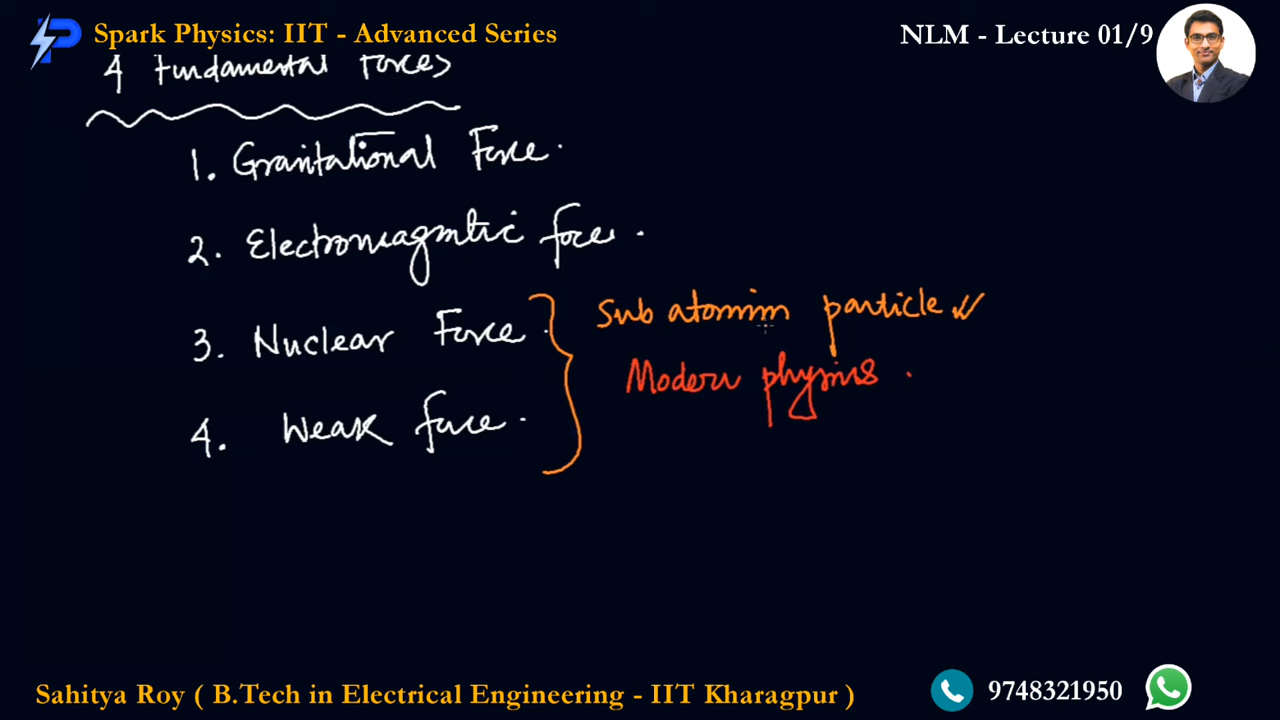 Spark Physics: IIT - Advanced Series
NLM - Lecture 01/9
4 Fundamental Forces
1. Gravitational Force.
2. Electromagnetic force.
3. Nuclear Force.
Sub atomim particle
Modern physics.
4. Weak force.
Sahitya Roy ( B.Tech in Electrical Engineering - IIT Kharagpur )
9748321950